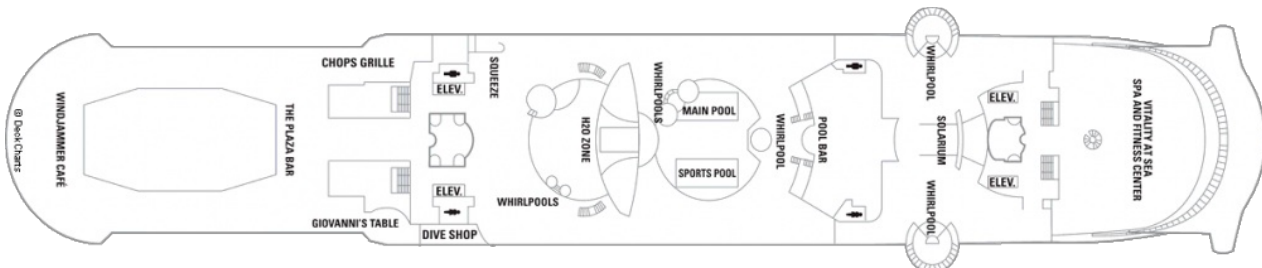 @ Deck Charts
WINDJAMMER CAFÉ
THE PLAZA BAR
CHOPS GRILLE
GIOVANNI'S TABLE
ELEV.
ELEV.
DIVE SHOP
SQUEEZE
WHIRLPOOLS
H2O ZONE
WHIRLPOOLS
MAIN POOL
SPORTS POOL
WHIRLPOOL
POOL BAR
WHIRLPOOL
WHIRLPOOL
SOLARIUM
ELEV.
ELEV.
VITALITY AT SEA
SPA AND FITNESS CENTER